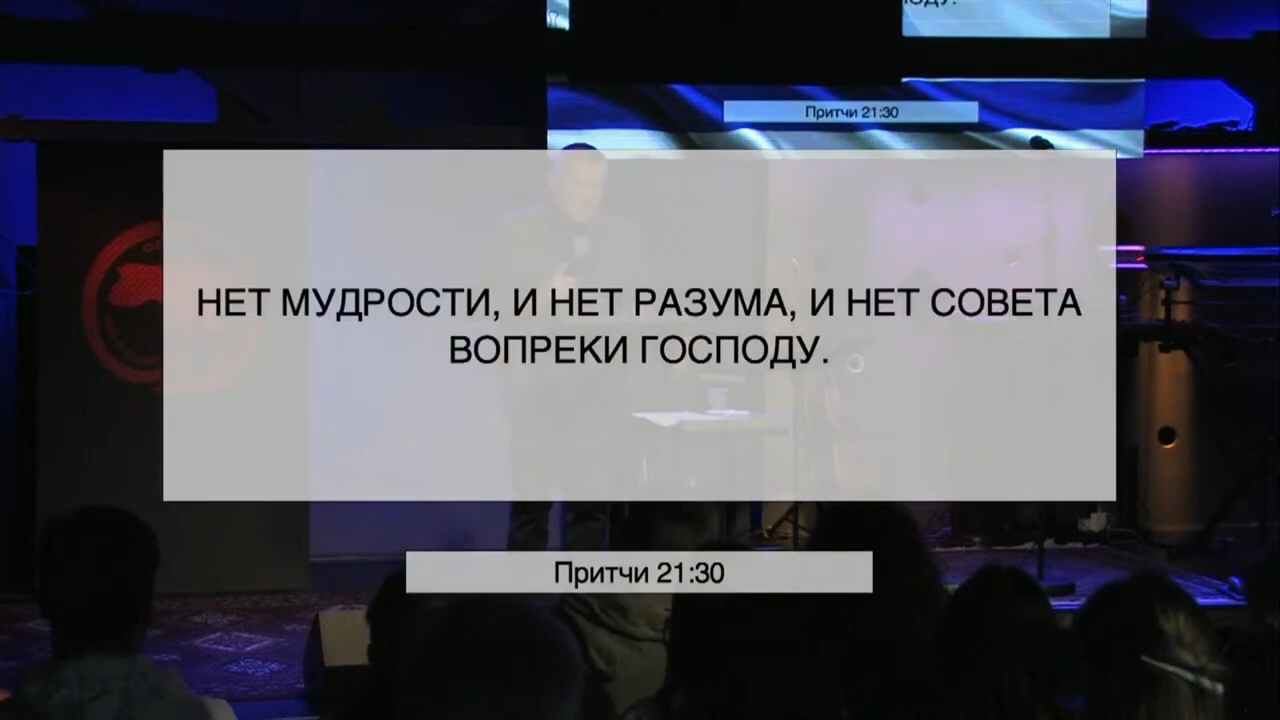 Притчи 21:30
НЕТ МУДРОСТИ, И НЕТ РАЗУМА, И НЕТ СОВЕТА
ВОПРЕКИ ГОСПОДУ.
Притчи 21:30